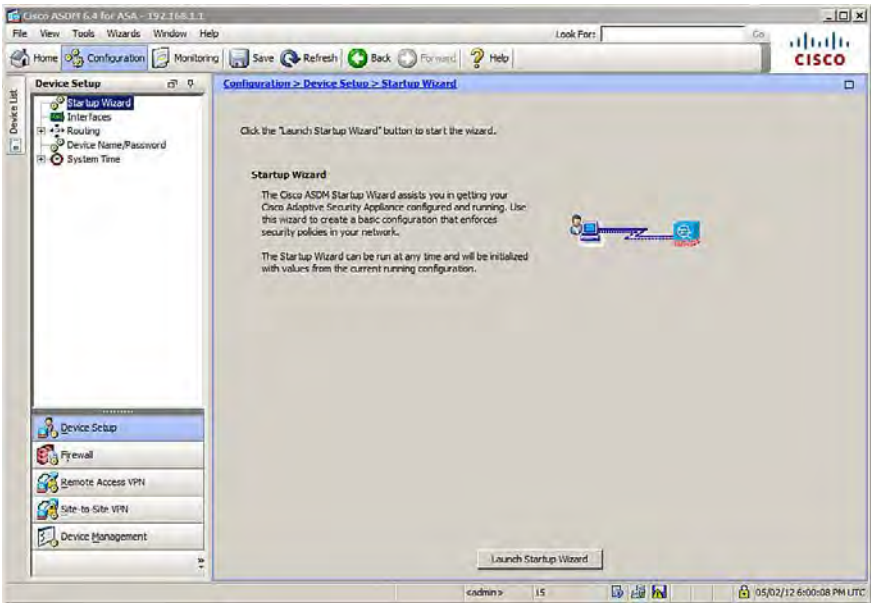 Cisco ASDM 6.4 for ASA - 192.168.1.1
File View Tools Wizards Window Help
Look For: Go
Home Configuration Monitoring Save Refresh Back Forward Help
CISCO
Device List
Device Setup
Configuration > Device Setup > Startup Wizard
Startup Wizard
Interfaces
Routing
Device Name/Password
System Time
Click the "Launch Startup Wizard" button to start the wizard.
Startup Wizard
The Cisco ASDM Startup Wizard assists you in getting your
Cisco Adaptive Security Appliance configured and running. Use
this wizard to create a basic configuration that enforces
security policies in your network.
The Startup Wizard can be run at any time and will be initialized
with values from the current running configuration.
Device Setup
Firewall
Remote Access VPN
Site-to-Site VPN
Device Management
Launch Startup Wizard
<admin> 15 05/02/12 6:00:08 PM UTC